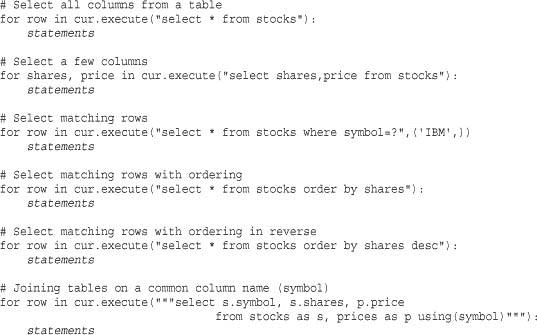 # Select all columns from a table
for row in cur.execute("select * from stocks"):
    statements

# Select a few columns
for shares, price in cur.execute("select shares,price from stocks"):
    statements

# Select matching rows
for row in cur.execute("select * from stocks where symbol=?",('IBM',))
    statements

# Select matching rows with ordering
for row in cur.execute("select * from stocks order by shares"):
    statements

# Select matching rows with ordering in reverse
for row in cur.execute("select * from stocks order by shares desc"):
    statements

# Joining tables on a common column name (symbol)
for row in cur.execute("""select s.symbol, s.shares, p.price
                                from stocks as s, prices as p using(symbol)"""):
    statements